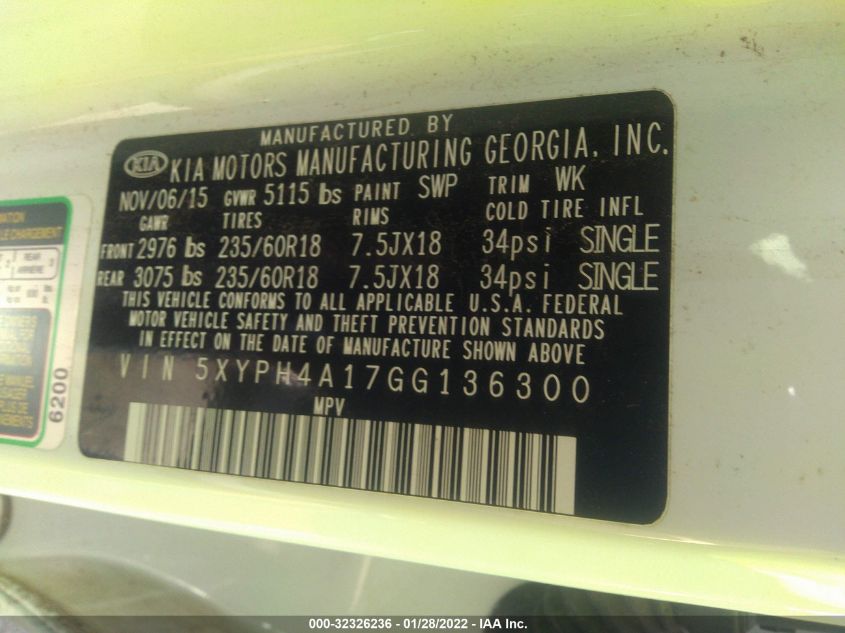 MANUFACTURED BY
KIA KIA MOTORS MANUFACTURING GEORGIA, INC.
NOV/06/15 GVWR 5115 lbs PAINT SWP TRIM WK
GAWR TIRES RIMS COLD TIRE INFL
FRONT 2976 lbs 235/60R18 7.5JX18 34psi SINGLE
REAR 3075 lbs 235/60R18 7.5JX18 34psi SINGLE
THIS VEHICLE CONFORMS TO ALL APPLICABLE U.S.A. FEDERAL
MOTOR VEHICLE SAFETY AND THEFT PREVENTION STANDARDS
IN EFFECT ON THE DATE OF MANUFACTURE SHOWN ABOVE
VIN 5XYPH4A17GG136300
MPV
REAR
6200
000-32326236 - 01/28/2022 - IAA Inc.